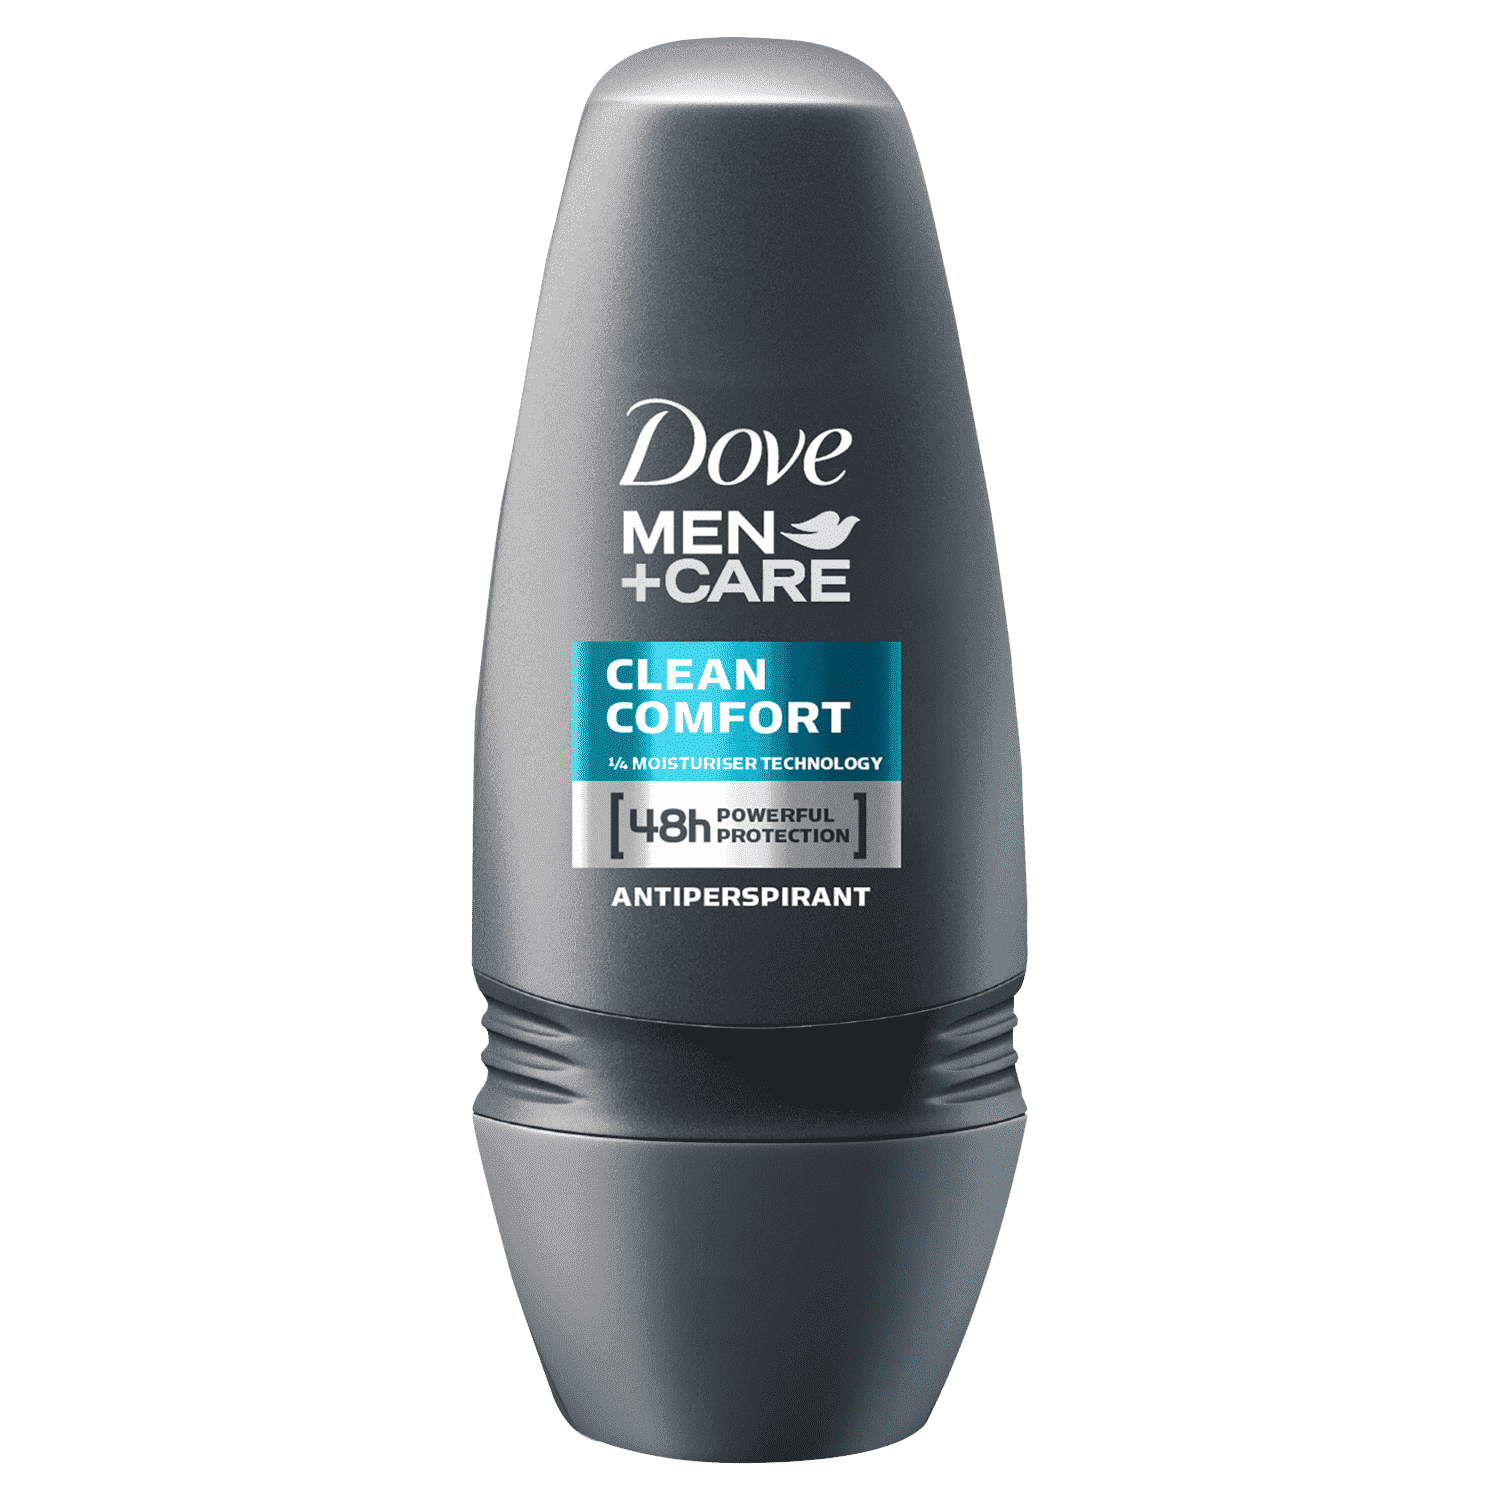 Dove
MEN
+CARE
CLEAN
COMFORT
¼ MOISTURISER TECHNOLOGY
[48h POWERFUL
PROTECTION]
ANTIPERSPIRANT